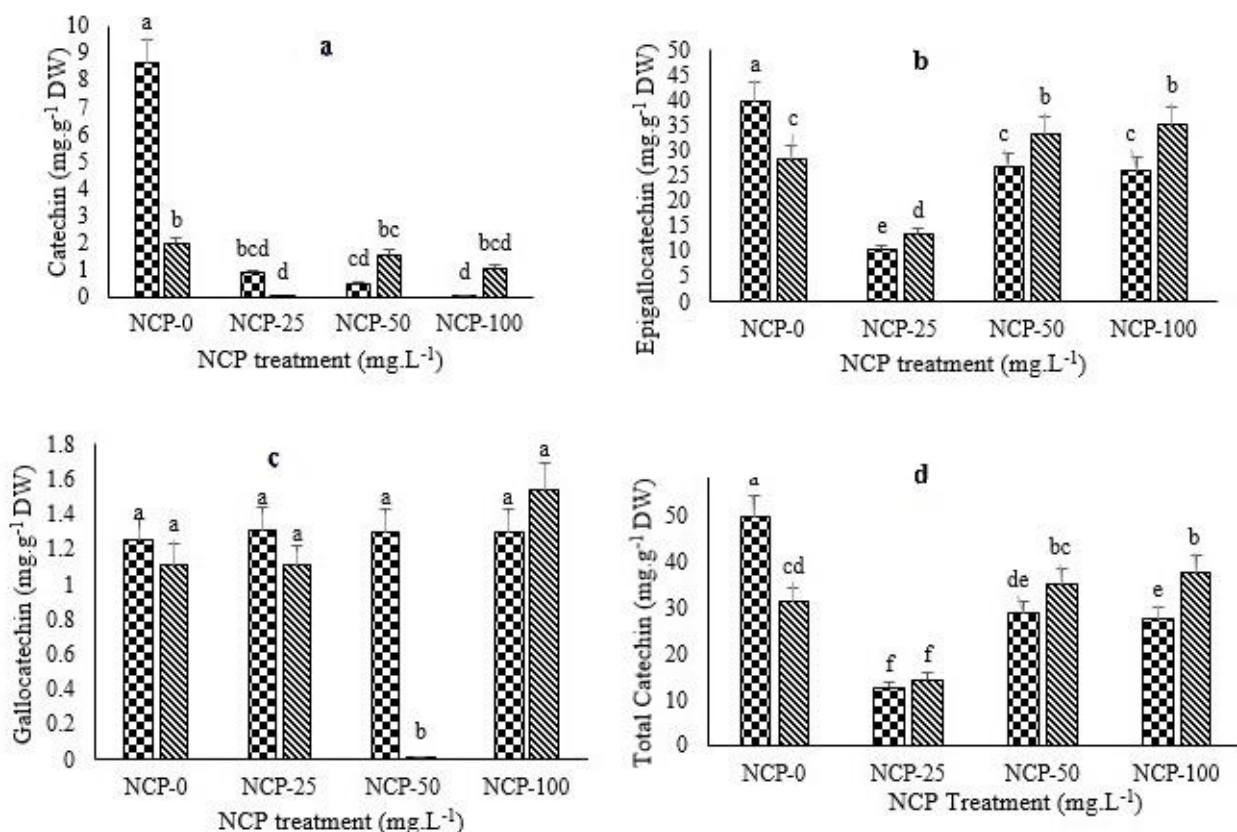 a
Catechin (mg.g-1 DW)
10
9
8
7
6
5
4
3
2
1
0
a
b
bcd
d
cd
bc
d
bcd
NCP-0 NCP-25 NCP-50 NCP-100
NCP treatment (mg.L-1)
b
Epigallocatechin (mg.g-1 DW)
50
45
40
35
30
25
20
15
10
5
0
a
c
e
d
c
b
c
b
NCP-0 NCP-25 NCP-50 NCP-100
NCP treatment (mg.L-1)
c
Gallocatechin (mg.g-1 DW)
1.8
1.6
1.4
1.2
1
0.8
0.6
0.4
0.2
0
a
a
a
a
a
b
a
a
NCP-0 NCP-25 NCP-50 NCP-100
NCP treatment (mg.L-1)
d
Total Catechin (mg.g-1 DW)
50
40
30
20
10
0
a
cd
f
f
de
bc
e
b
NCP-0 NCP-25 NCP-50 NCP-100
NCP Treatment (mg.L-1)